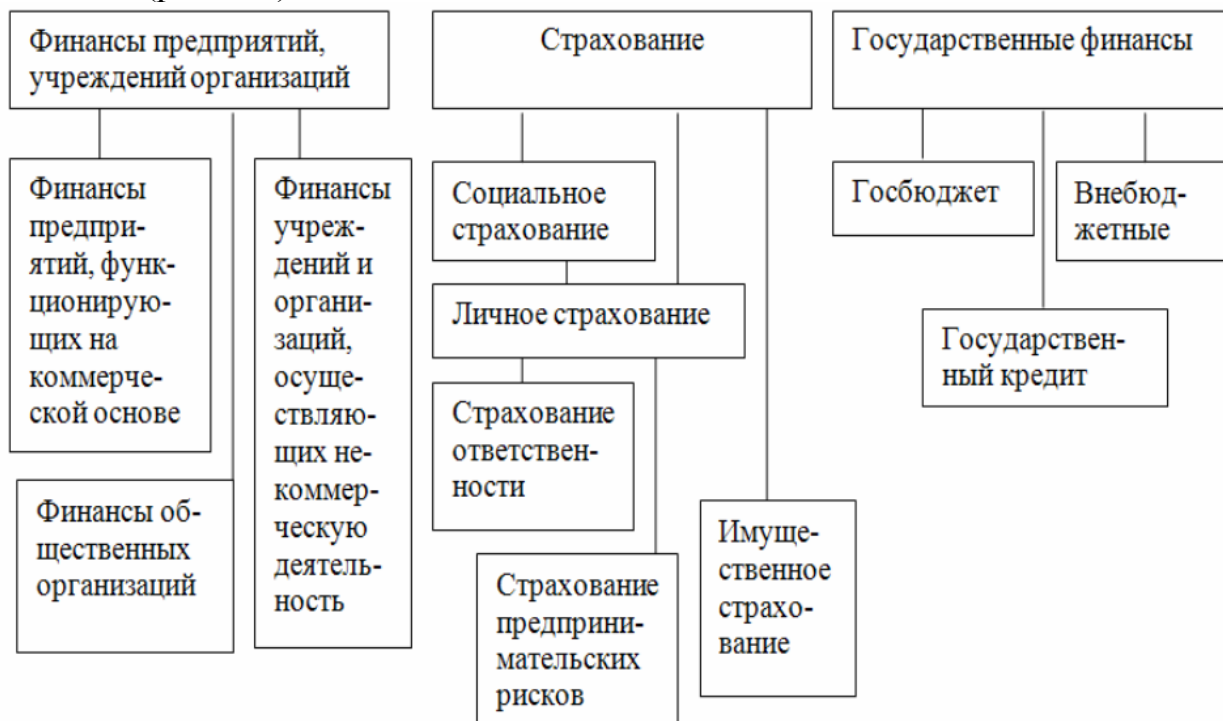 Финансы предприятий,
учреждений организаций
Страхование
Государственные финансы
Финансы
предпри-
ятий, функ-
ционирую-
щих на
коммерче-
ской основе
Финансы
учреж-
дений и
органи-
заций,
осуще-
ствляю-
щих не-
коммер-
ческую
деятель-
ность
Финансы об-
щественных
организаций
Социальное
страхование
Личное страхование
Страхование
ответствен-
ности
Страхование
предприни-
мательских
рисков
Имуще-
ственное
страхо-
вание
Госбюджет
Внебюд-
жетные
Государствен-
ный кредит